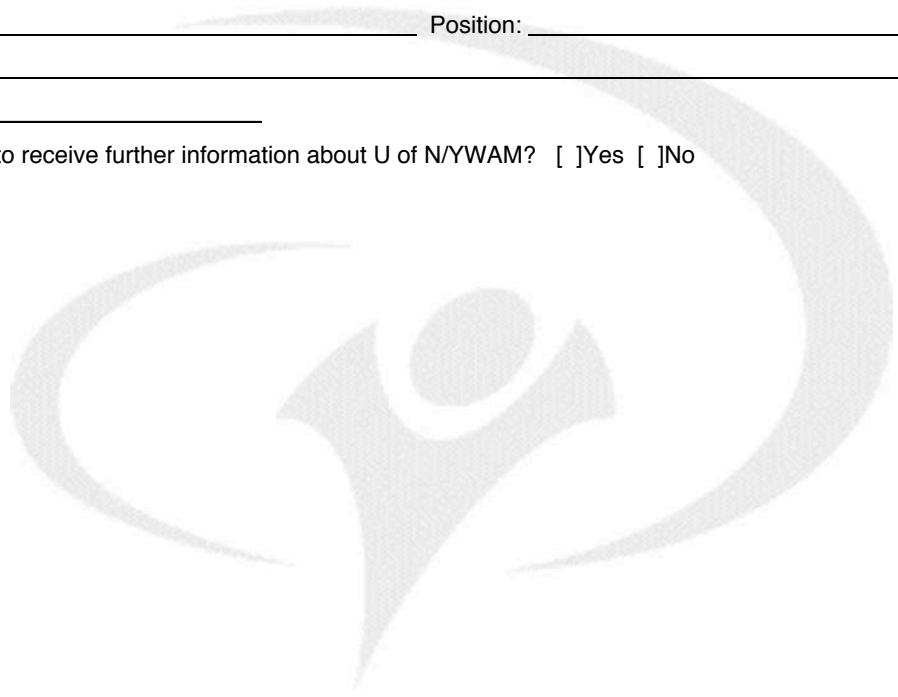 Position:
to receive further information about U of N/YWAM? [ ]Yes [ ]No